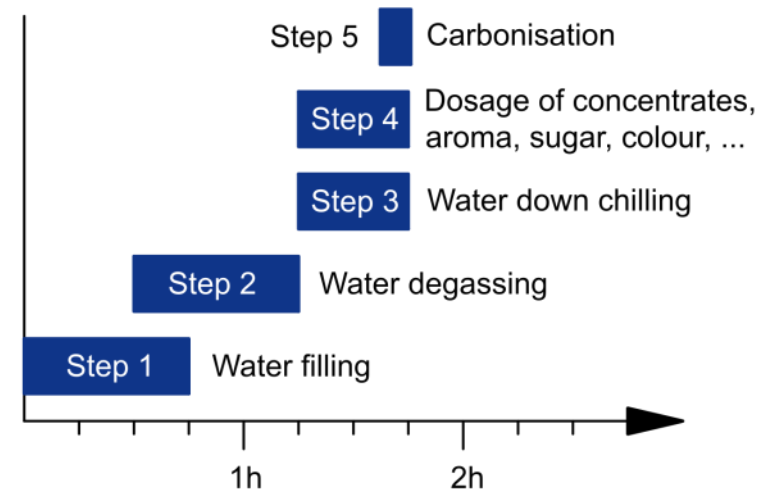 Step 5 Carbonisation
Step 4 Dosage of concentrates,
aroma, sugar, colour, ...
Step 3 Water down chilling
Step 2 Water degassing
Step 1 Water filling
1h 2h